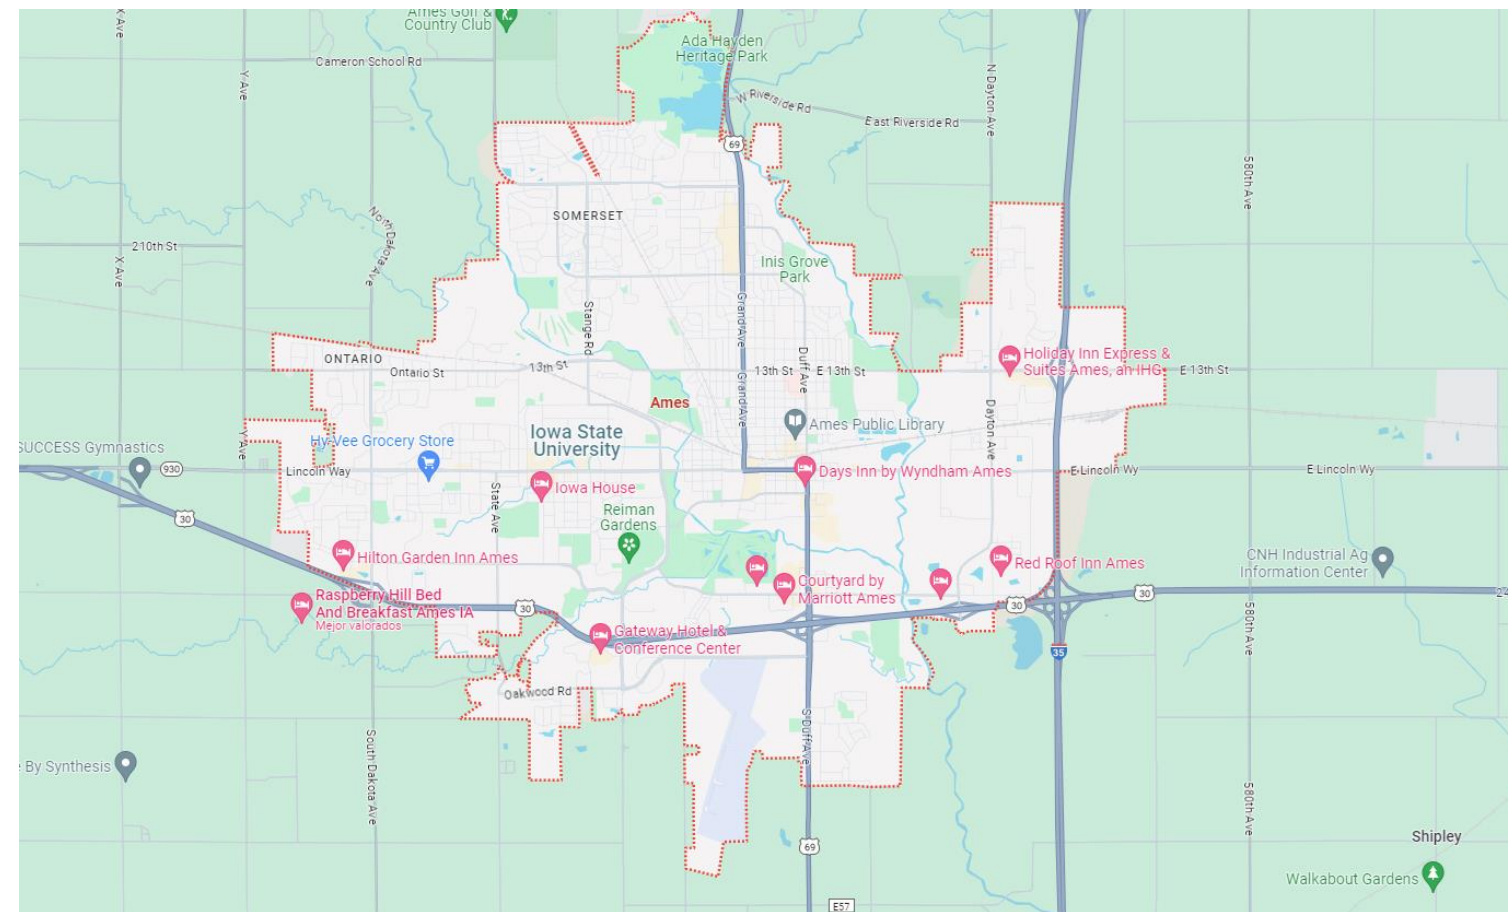 Ames Golf &
Country Club
X Ave
Ada Hayden
Heritage Park
Cameron School Rd
Y Ave
N Dayton Ave
W Riverside Rd
East Riverside Rd
69
580th Ave
SOMERSET
North Dakota Ave
210th St
X Ave
Inis Grove
Park
Stange Rd
Grand Ave
Duff Ave
ONTARIO
Ontario St
13th St
13th St
E 13th St
Holiday Inn Express &
Suites Ames, an IHG
E 13th St
Grand Ave
Ames
Dayton Ave
Ames Public Library
Iowa State
University
Y Ave
Hy-Vee Grocery Store
SUCCESS Gymnastics
930
Lincoln Way
Days Inn by Wyndham Ames
E Lincoln Wy
E Lincoln Wy
State Ave
Iowa House
Reiman
Gardens
30
Hilton Garden Inn Ames
CNH Industrial Ag
Information Center
Red Roof Inn Ames
Courtyard by
Marriott Ames
Raspberry Hill Bed
And Breakfast Ames IA
Mejor valorados
30
30
30
580th Ave
Gateway Hotel &
Conference Center
35
Oakwood Rd
S Duff Ave
South Dakota Ave
By Synthesis
580th Ave
69
Shipley
Walkabout Gardens
E57